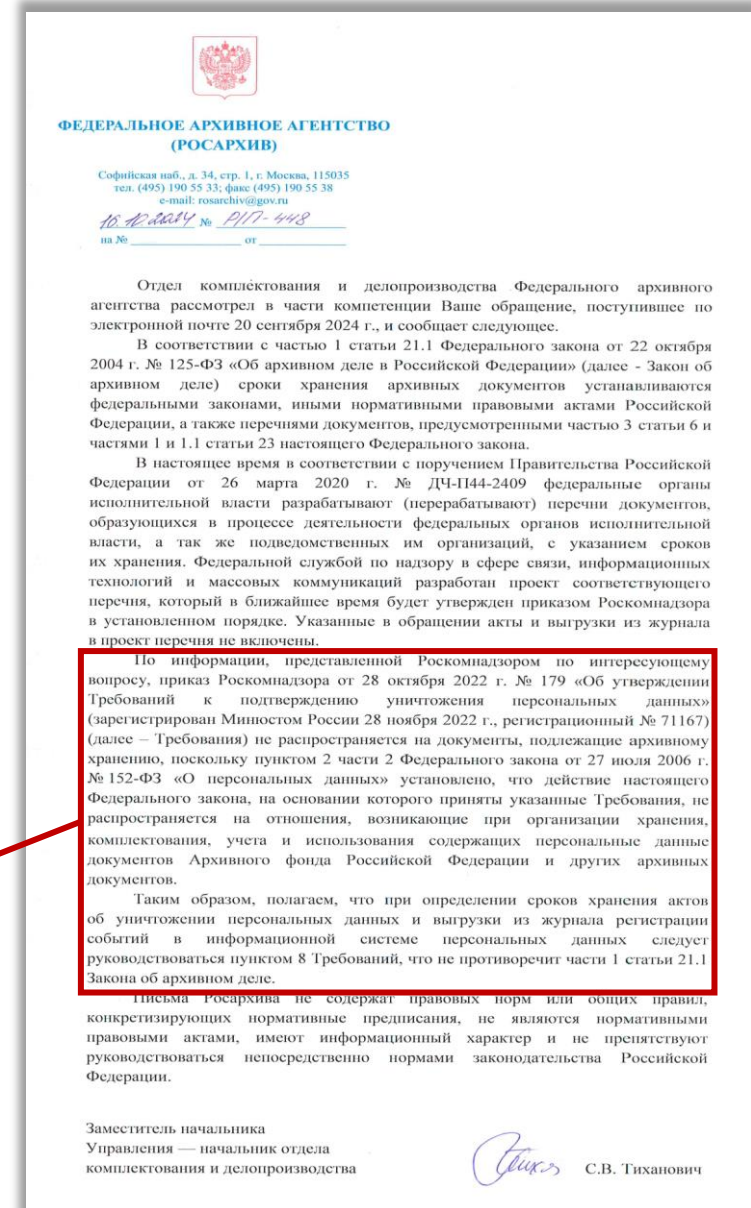 ФЕДЕРАЛЬНОЕ АРХИВНОЕ АГЕНТСТВО
(РОСАРХИВ)
Софийская наб., д. 34, стр. 1, г. Москва, 115035
тел. (495) 190 55 33; факс (495) 190 55 38
e-mail: rosarchiv@gov.ru
16.10.2024 № Р/П-448
на № от
Отдел комплектования и делопроизводства Федерального архивного
агентства рассмотрел в части компетенции Ваше обращение, поступившее по
электронной почте 20 сентября 2024 г., и сообщает следующее.
В соответствии с частью 1 статьи 21.1 Федерального закона от 22 октября
2004 г. № 125-ФЗ «Об архивном деле в Российской Федерации» (далее - Закон об
архивном деле) сроки хранения архивных документов устанавливаются
федеральными законами, иными нормативными правовыми актами Российской
Федерации, а также перечнями документов, предусмотренными частью 3 статьи 6 и
частями 1 и 1.1 статьи 23 настоящего Федерального закона.
В настоящее время в соответствии с поручением Правительства Российской
Федерации от 26 марта 2020 г. № ДЧ-П44-2409 федеральные органы
исполнительной власти разрабатывают (перерабатывают) перечни документов,
образующихся в процессе деятельности федеральных органов исполнительной
власти, а так же подведомственных им организаций, с указанием сроков
их хранения. Федеральной службой по надзору в сфере связи, информационных
технологий и массовых коммуникаций разработан проект соответствующего
перечня, который в ближайшее время будет утвержден приказом Роскомнадзора
в установленном порядке. Указанные в обращении акты и выгрузки из журнала
в проект перечня не включены.
По информации, представленной Роскомнадзором по интересующему
вопросу, приказ Роскомнадзора от 28 октября 2022 г. № 179 «Об утверждении
Требований к подтверждению уничтожения персональных данных»
(зарегистрирован Минюстом России 28 ноября 2022 г., регистрационный № 71167)
(далее – Требования) не распространяется на документы, подлежащие архивному
хранению, поскольку пунктом 2 части 2 Федерального закона от 27 июля 2006 г.
№ 152-ФЗ «О персональных данных» установлено, что действие настоящего
Федерального закона, на основании которого приняты указанные Требования, не
распространяется на отношения, возникающие при организации хранения,
комплектования, учета и использования содержащих персональные данные
документов Архивного фонда Российской Федерации и других архивных
документов.
Таким образом, полагаем, что при определении сроков хранения актов
об уничтожении персональных данных и выгрузки из журнала регистрации
событий в информационной системе персональных данных следует
руководствоваться пунктом 8 Требований, что не противоречит части 1 статьи 21.1
Закона об архивном деле.
Письма Росархива не содержат правовых норм или общих правил,
конкретизирующих нормативные предписания, не являются нормативными
правовыми актами, имеют информационный характер и не препятствуют
руководствоваться непосредственно нормами законодательства Российской
Федерации.
Заместитель начальника
Управления — начальник отдела
комплектования и делопроизводства
С.В. Тиханович